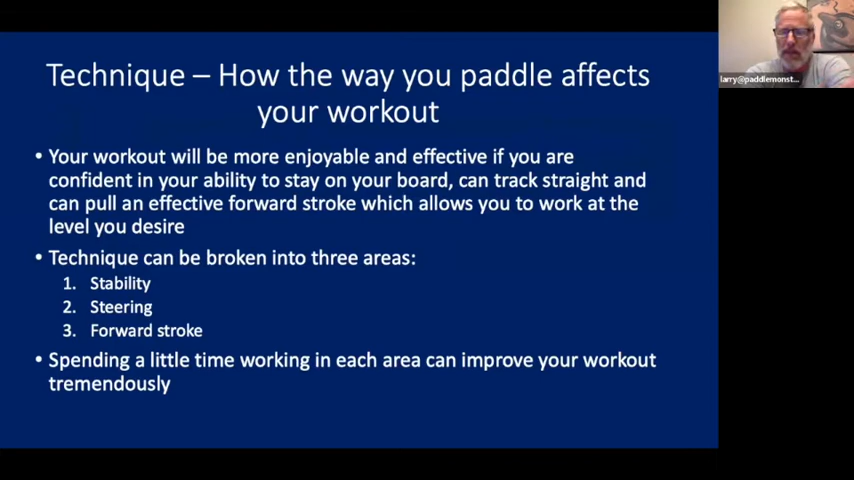 Technique – How the way you paddle affects
your workout
• Your workout will be more enjoyable and effective if you are
confident in your ability to stay on your board, can track straight and
can pull an effective forward stroke which allows you to work at the
level you desire
• Technique can be broken into three areas:
1. Stability
2. Steering
3. Forward stroke
• Spending a little time working in each area can improve your workout
tremendously
larry@paddlemonst...